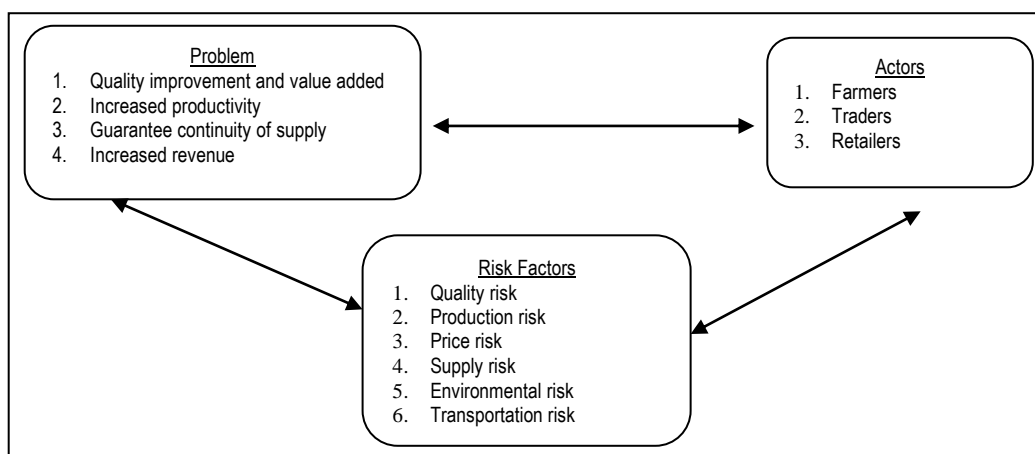 Problem
1. Quality improvement and value added
2. Increased productivity
3. Guarantee continuity of supply
4. Increased revenue
Actors
1. Farmers
2. Traders
3. Retailers
Risk Factors
1. Quality risk
2. Production risk
3. Price risk
4. Supply risk
5. Environmental risk
6. Transportation risk